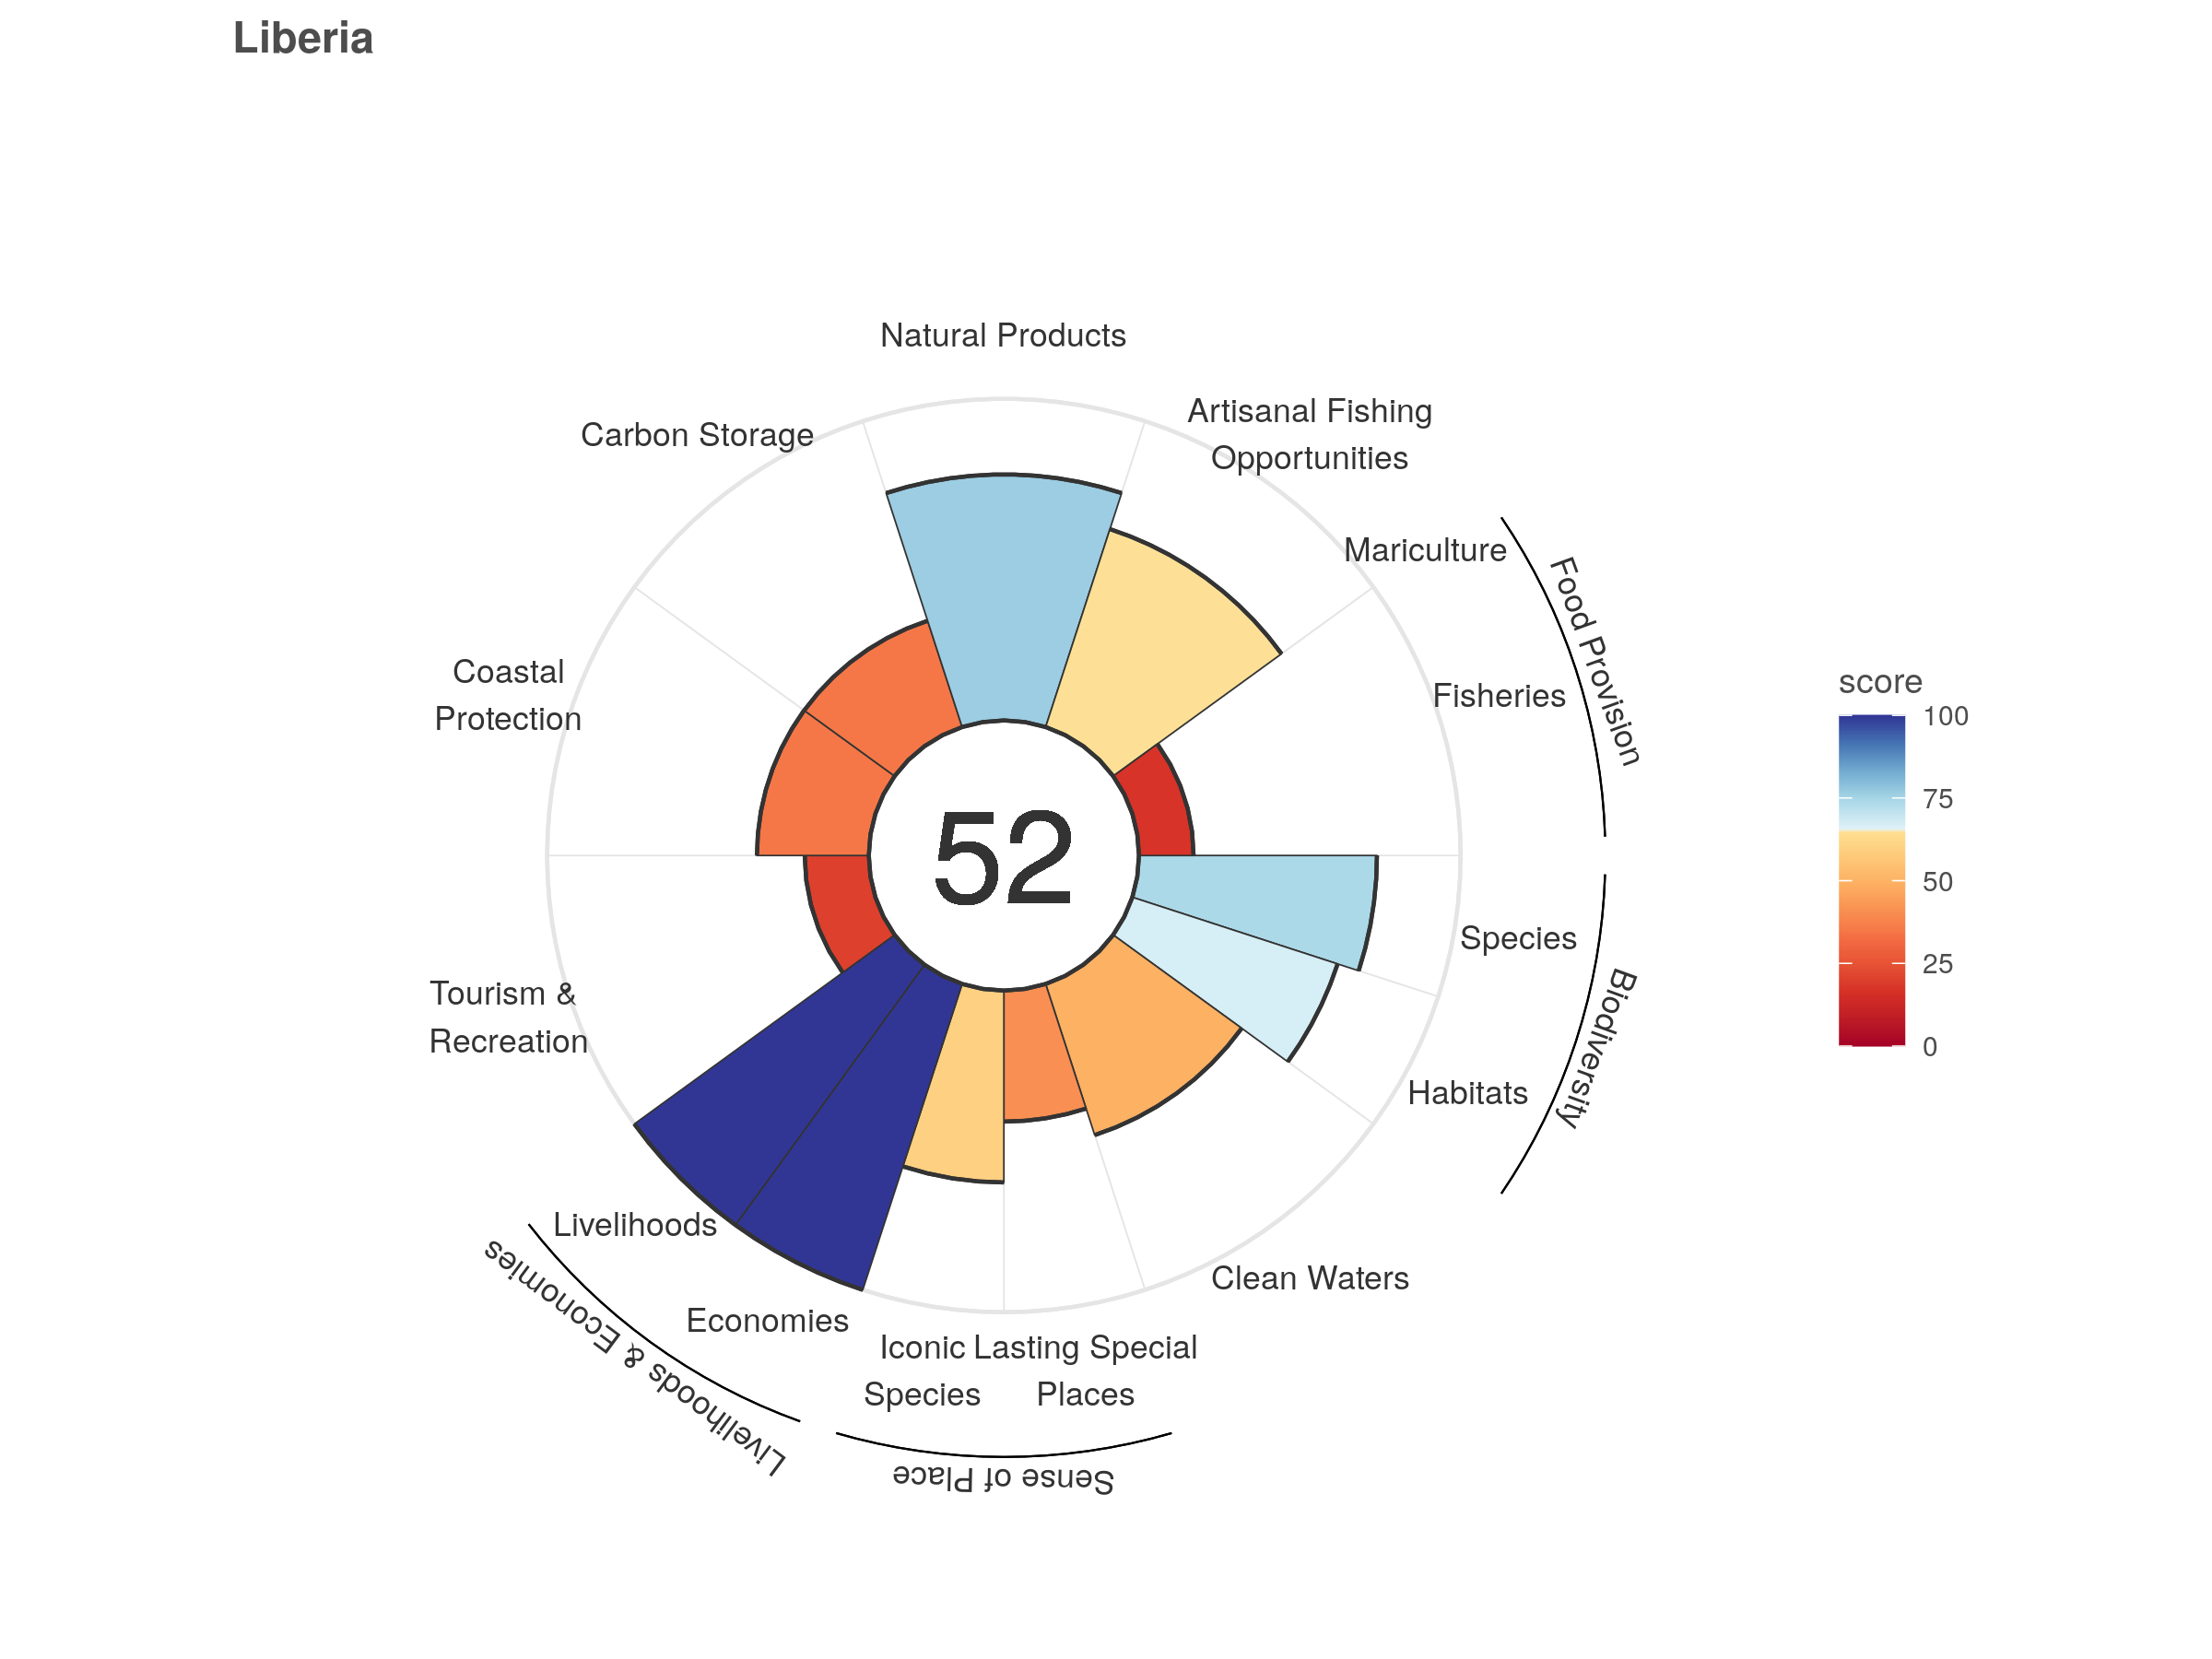 Liberia
Natural Products
Artisanal Fishing
Opportunities
Carbon Storage
Mariculture
Food Provision
Fisheries
Coastal
Protection
52
Species
Biodiversity
Habitats
Tourism &
Recreation
Livelihoods
Economies
Livelihoods & Economies
Clean Waters
Iconic
Species
Lasting Special
Places
Sense of Place
score
100
75
50
25
0